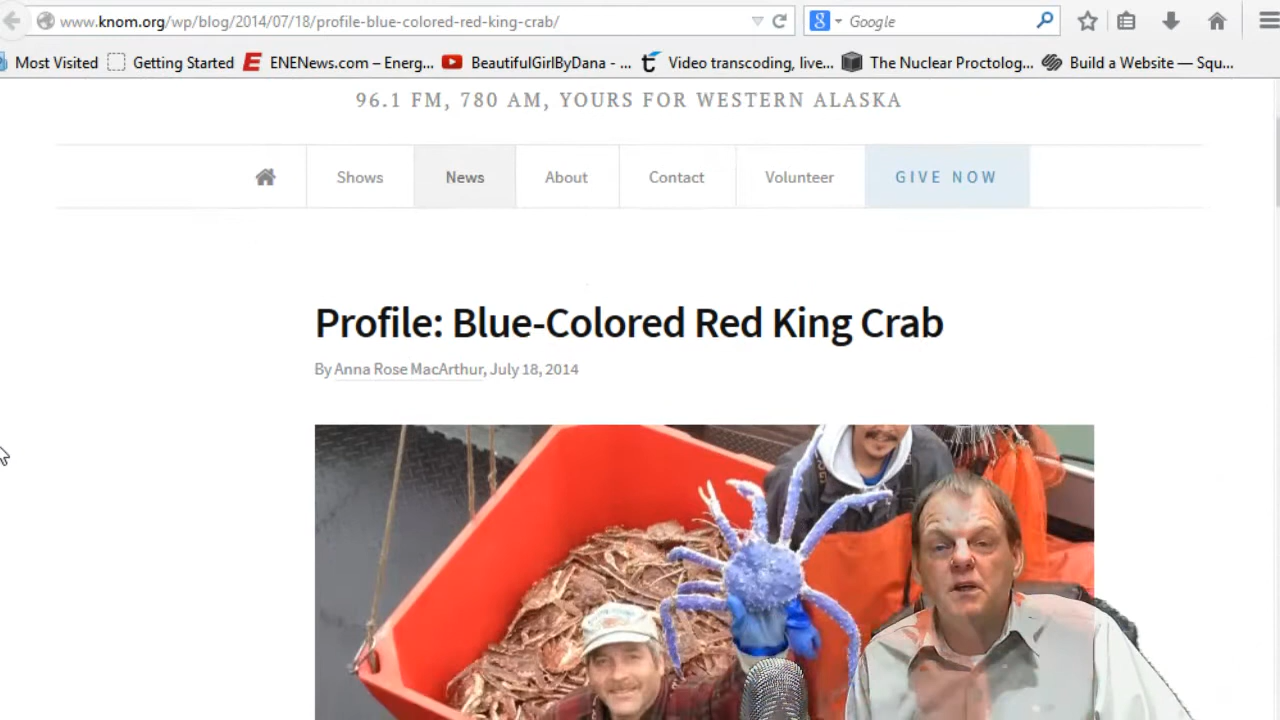 www.knom.org/wp/blog/2014/07/18/profile-blue-colored-red-king-crab/
Google
Most Visited
Getting Started
ENENews.com – Energ...
BeautifulGirlByDana - ...
Video transcoding, live...
The Nuclear Proctolog...
Build a Website — Squ...
96.1 FM, 780 AM, YOURS FOR WESTERN ALASKA
Shows
News
About
Contact
Volunteer
GIVE NOW
Profile: Blue-Colored Red King Crab
By Anna Rose MacArthur, July 18, 2014